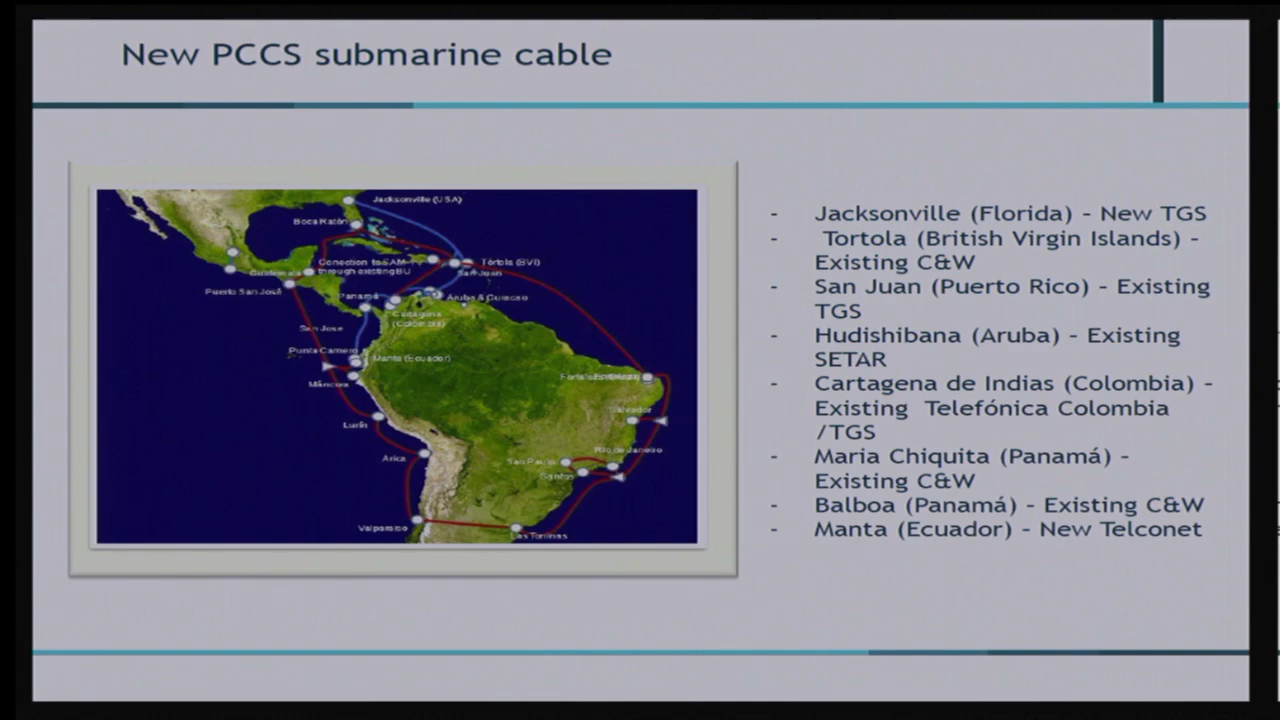 New PCCS submarine cable
Jacksonville (USA)
Boca Ratón
Conection to SAM-1
through existing BU
Tortola (BVI)
San Juan
Guatemala
Puerto San José
Panamá
Aruba & Curacao
Cartagena
(Colombia)
San Jose
Punta Carnero
Manta (Ecuador)
Máncora
Salvador
Lurín
Rio de Janeiro
Arica
Sao Paulo
Santos
Valparaiso
Las Toninas
- Jacksonville (Florida) - New TGS
- Tortola (British Virgin Islands) -
Existing C&W
- San Juan (Puerto Rico) - Existing
TGS
- Hudishibana (Aruba) - Existing
SETAR
- Cartagena de Indias (Colombia) -
Existing Telefónica Colombia
/TGS
- Maria Chiquita (Panamá) -
Existing C&W
- Balboa (Panamá) - Existing C&W
- Manta (Ecuador) - New Telconet